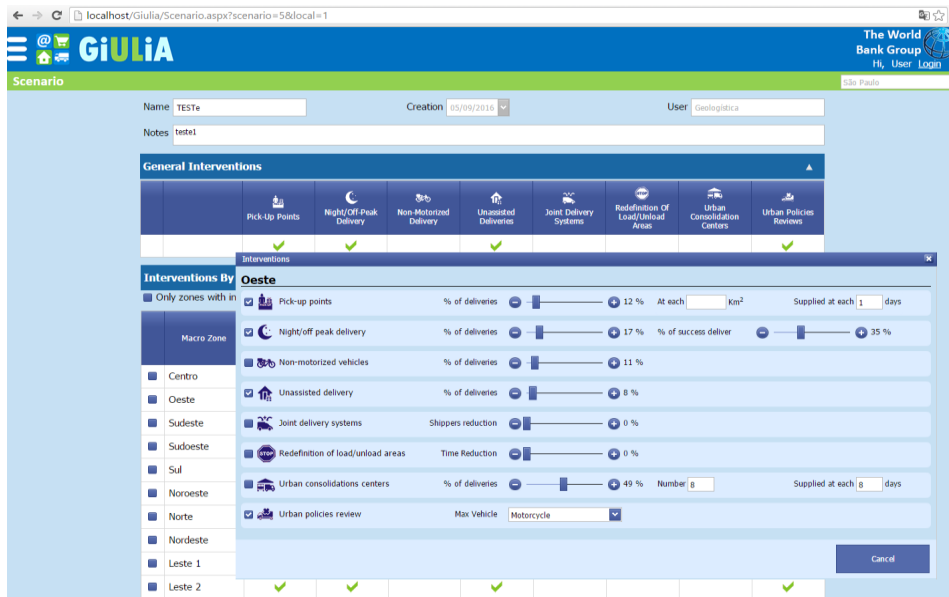 localhost/Giulia/Scenario.aspx?scenario=5&local=1
GiULiA
The World
Bank Group
Hi, User Login
Scenario
São Paulo
Name TESTe Creation 05/09/2016 User Geologística
Notes teste1
General Interventions
Pick-Up Points
Night/Off-Peak Delivery
Non-Motorized Delivery
Unassisted Deliveries
Joint Delivery Systems
Redefinition Of Load/Unload Areas
Urban Consolidation Centers
Urban Policies Reviews
Interventions
Interventions By
Oeste
Only zones with in
Pick-up points % of deliveries 12 % At each Km2 Supplied at each 1 days
Macro Zone
Night/off peak delivery % of deliveries 17 % % of success deliver 35 %
Non-motorized vehicles % of deliveries 11 %
Centro
Oeste
Unassisted delivery % of deliveries 8 %
Sudeste
Joint delivery systems Shippers reduction 0 %
Sudoeste
STOP Redefinition of load/unload areas Time Reduction 0 %
Sul
Urban consolidations centers % of deliveries 49 % Number 8 Supplied at each 8 days
Noroeste
Norte
Urban policies review Max Vehicle Motorcycle
Nordeste
Leste 1
Cancel
Leste 2